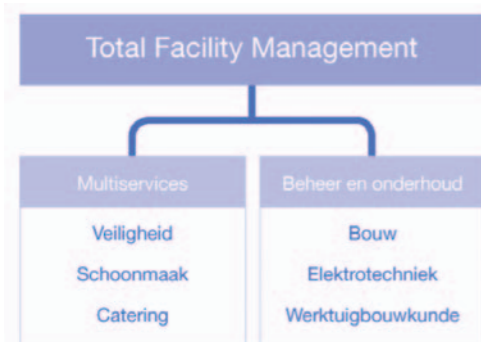 Total Facility Management
Multiservices
Veiligheid
Schoonmaak
Catering
Beheer en onderhoud
Bouw
Elektrotechniek
Werktuigbouwkunde